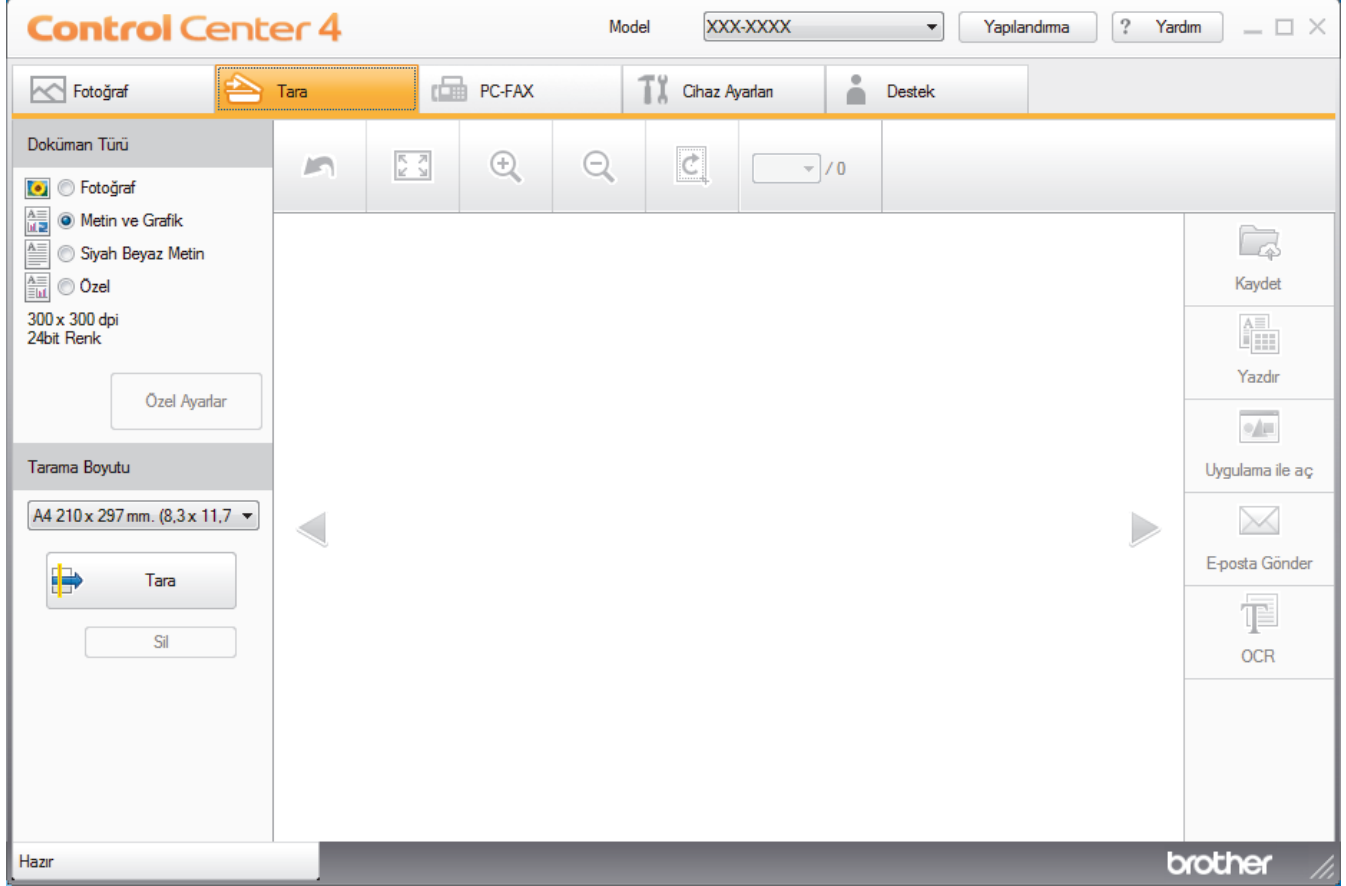 Control Center 4
Model
XXX-XXXX
Yapılandırma
? Yardım
Fotoğraf
Tara
PC-FAX
Cihaz Ayarları
Destek
Doküman Türü
/ 0
Fotoğraf
Metin ve Grafik
Siyah Beyaz Metin
Özel
300 x 300 dpi
24bit Renk
Özel Ayarlar
Tarama Boyutu
A4 210 x 297 mm. (8,3 x 11,7
Tara
Sil
Kaydet
Yazdır
Uygulama ile aç
E-posta Gönder
OCR
Hazır
brother